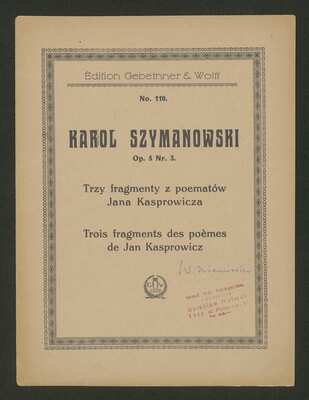 Édition Gebethner & Wolff
No. 110.
KAROL SZYMANOWSKI
Op. 5 Nr. 3.
Trzy fragmenty z poematów
Jana Kasprowicza
Trois fragments des poèmes
de Jan Kasprowicz